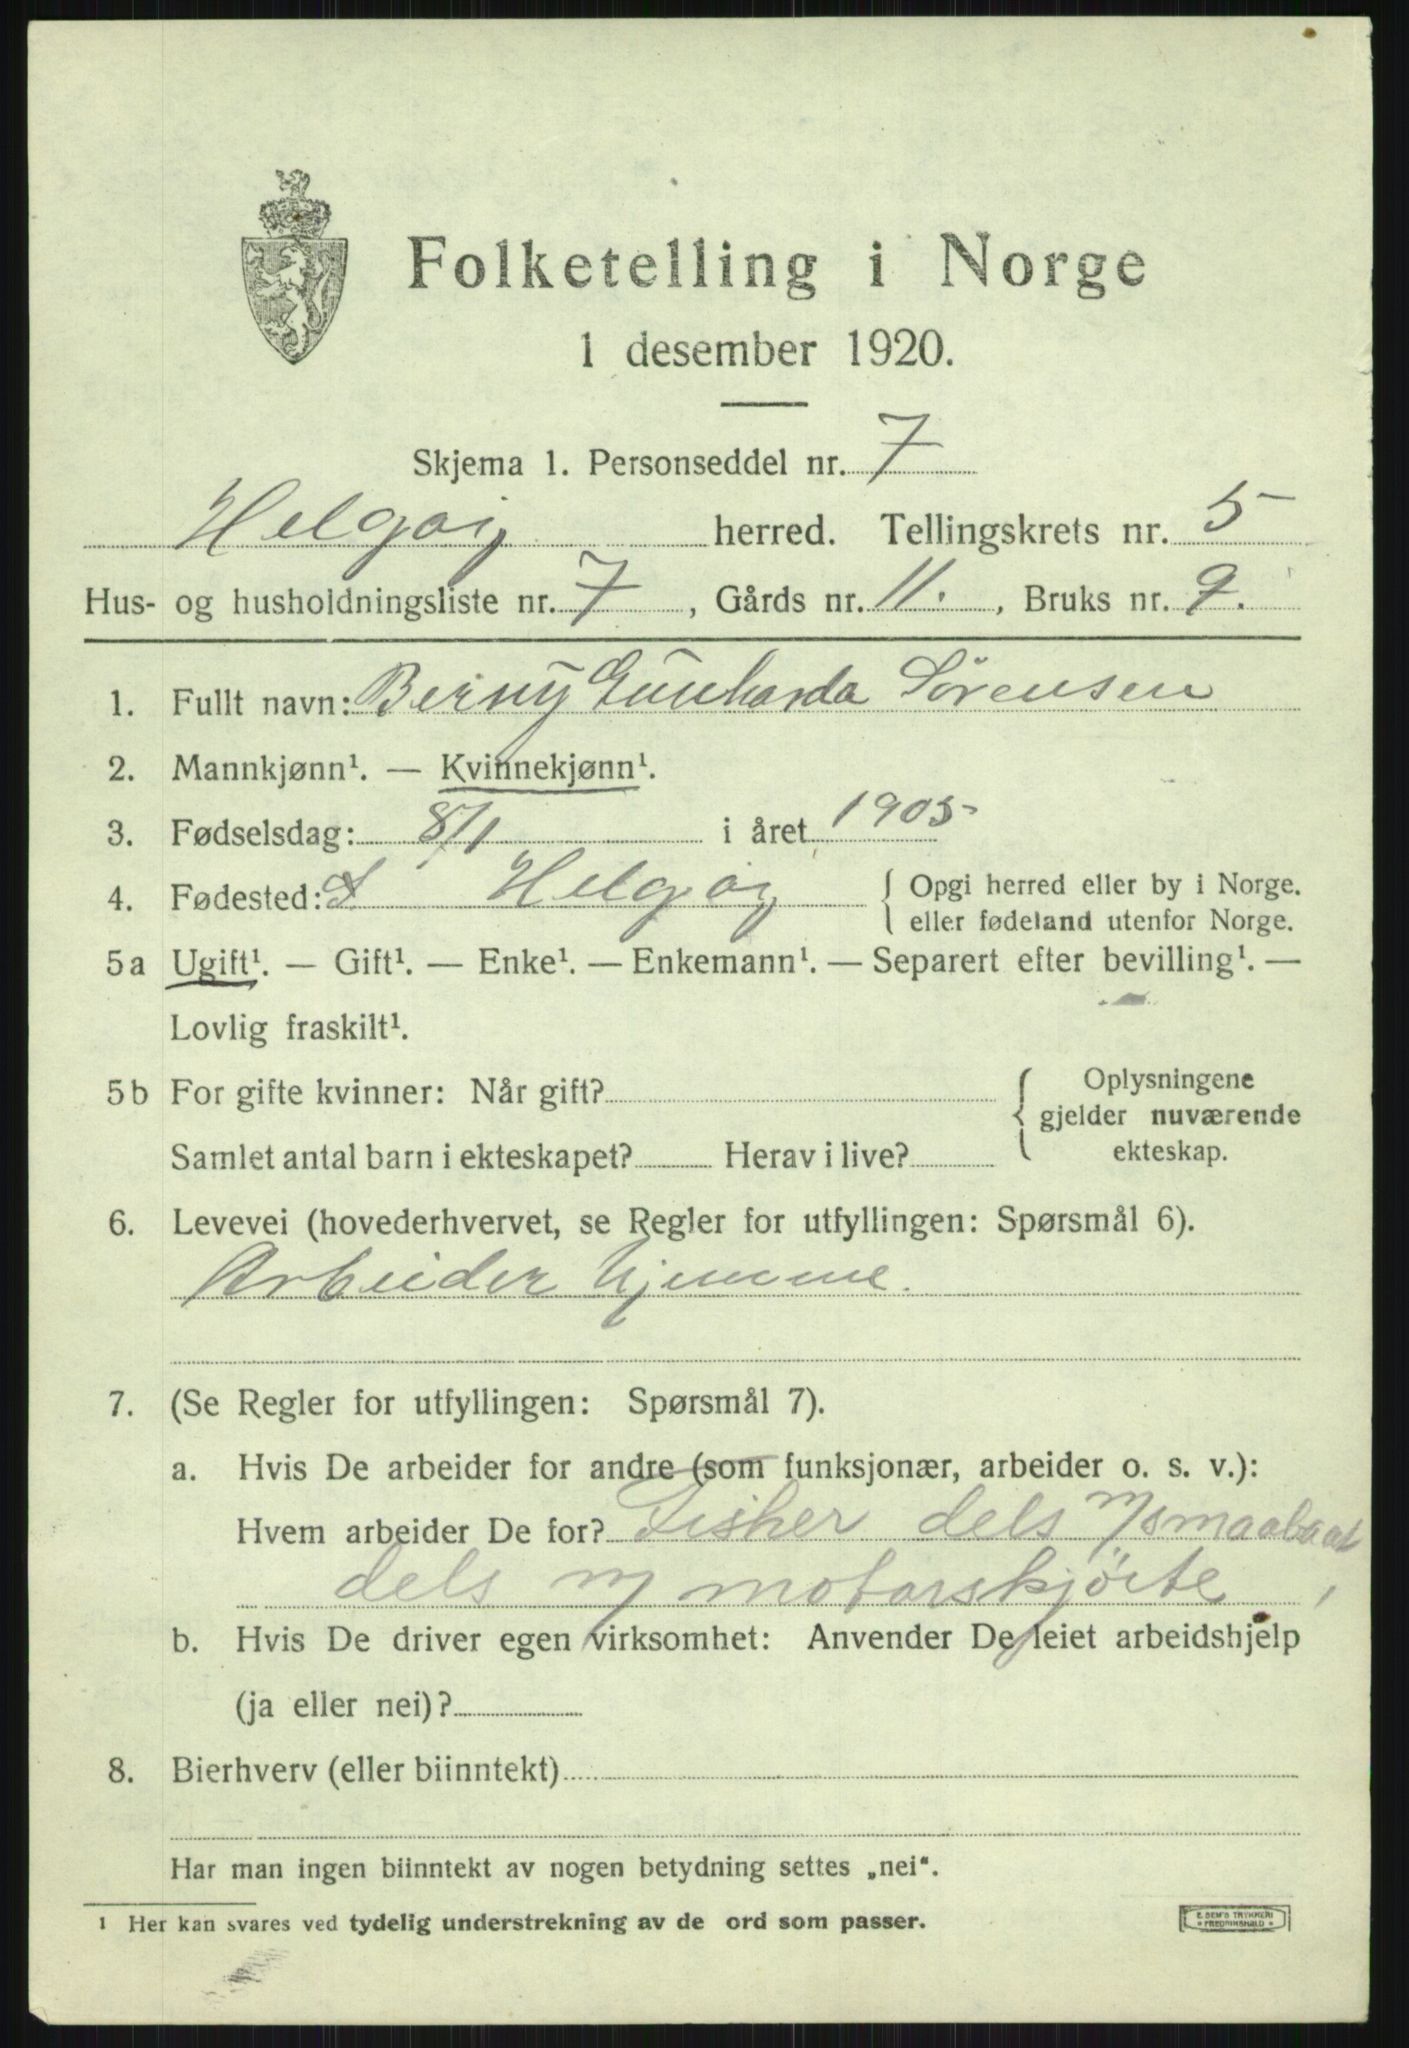 Folketelling i Norge
1 desember 1920.
Skjema 1. Personseddel nr. 7
Helgøy herred. Tellingskrets nr. 5
Hus- og husholdningsliste nr. 7, Gårds nr. 11., Bruks nr. 9.
1. Fullt navn: Berny Gunharda Sørensen
2. Mannkjønn¹. — Kvinnekjønn¹.
3. Fødselsdag: 8/1 i året 1905
4. Fødested: Helgøy { Opgi herred eller by i Norge.
eller fødeland utenfor Norge.
5a Ugift¹. — Gift¹. — Enke¹. — Enkemann¹. — Separert efter bevilling¹. —
Lovlig fraskilt¹.
5b For gifte kvinner: Når gift? { Oplysningene
gjelder nuværende
Samlet antal barn i ekteskapet? Herav i live? ekteskap.
6. Levevei (hovederhvervet, se Regler for utfyllingen: Spørsmål 6).
Arbeider hjemme.
7. (Se Regler for utfyllingen: Spørsmål 7).
a. Hvis De arbeider for andre (som funksjonær, arbeider o. s. v.):
Hvem arbeider De for? Fisher dels m/smaabaat
dels m/motorskjöite
b. Hvis De driver egen virksomhet: Anvender De leiet arbeidshjelp
(ja eller nei)?
8. Bierhverv (eller biinntekt)
Har man ingen biinntekt av nogen betydning settes „nei“.
1 Her kan svares ved tydelig understrekning av de ord som passer.
E. SEM'S TRYKKERI
• FREDRIKSHALD •